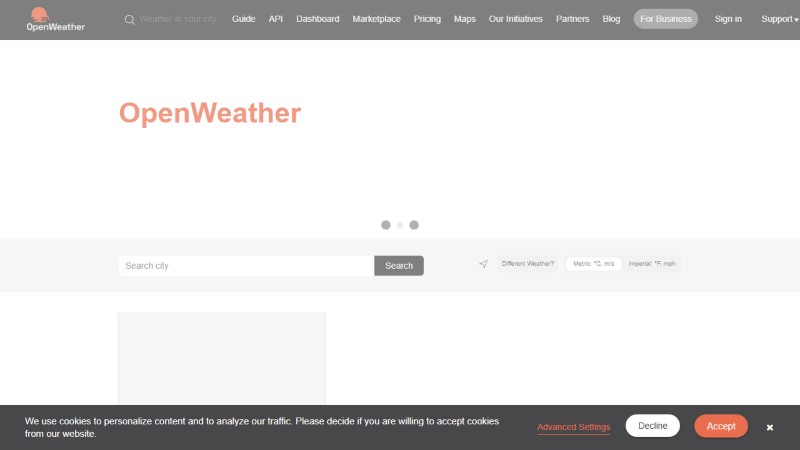 OpenWeather
Weather in your city
Guide
API
Dashboard
Marketplace
Pricing
Maps
Our Initiatives
Partners
Blog
For Business
Sign in
Support
OpenWeather
Search city
Search
Different Weather?
Metric: °C, m/s
Imperial: °F, mph
We use cookies to personalize content and to analyze our traffic. Please decide if you are willing to accept cookies
from our website.
Advanced Settings
Decline
Accept